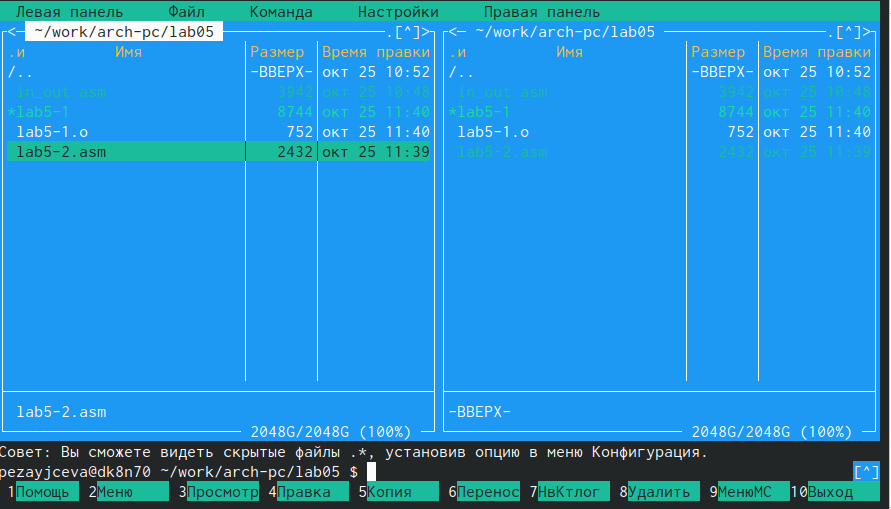 Левая панель Файл Команда Настройки Правая панель
<─ ~/work/arch-pc/lab05 .[^]> <─ ~/work/arch-pc/lab05 .[^]>
.и Имя Размер Время правки .и Имя Размер Время правки
/.. -ВВЕРХ- окт 25 10:52 /.. -ВВЕРХ- окт 25 10:52
in_out.asm 3942 окт 25 10:48 in_out.asm 3942 окт 25 10:48
*lab5-1 8744 окт 25 11:40 *lab5-1 8744 окт 25 11:40
lab5-1.o 752 окт 25 11:40 lab5-1.o 752 окт 25 11:40
lab5-2.asm 2432 окт 25 11:39 lab5-2.asm 2432 окт 25 11:39
lab5-2.asm -ВВЕРХ-
2048G/2048G (100%) 2048G/2048G (100%)
Совет: Вы сможете видеть скрытые файлы .*, установив опцию в меню Конфигурация.
pezayjceva@dk8n70 ~/work/arch-pc/lab05 $ [^]
1Помощь 2Меню 3Просмотр 4Правка 5Копия 6Перенос 7НвКтлог 8Удалить 9МенюМС 10Выход